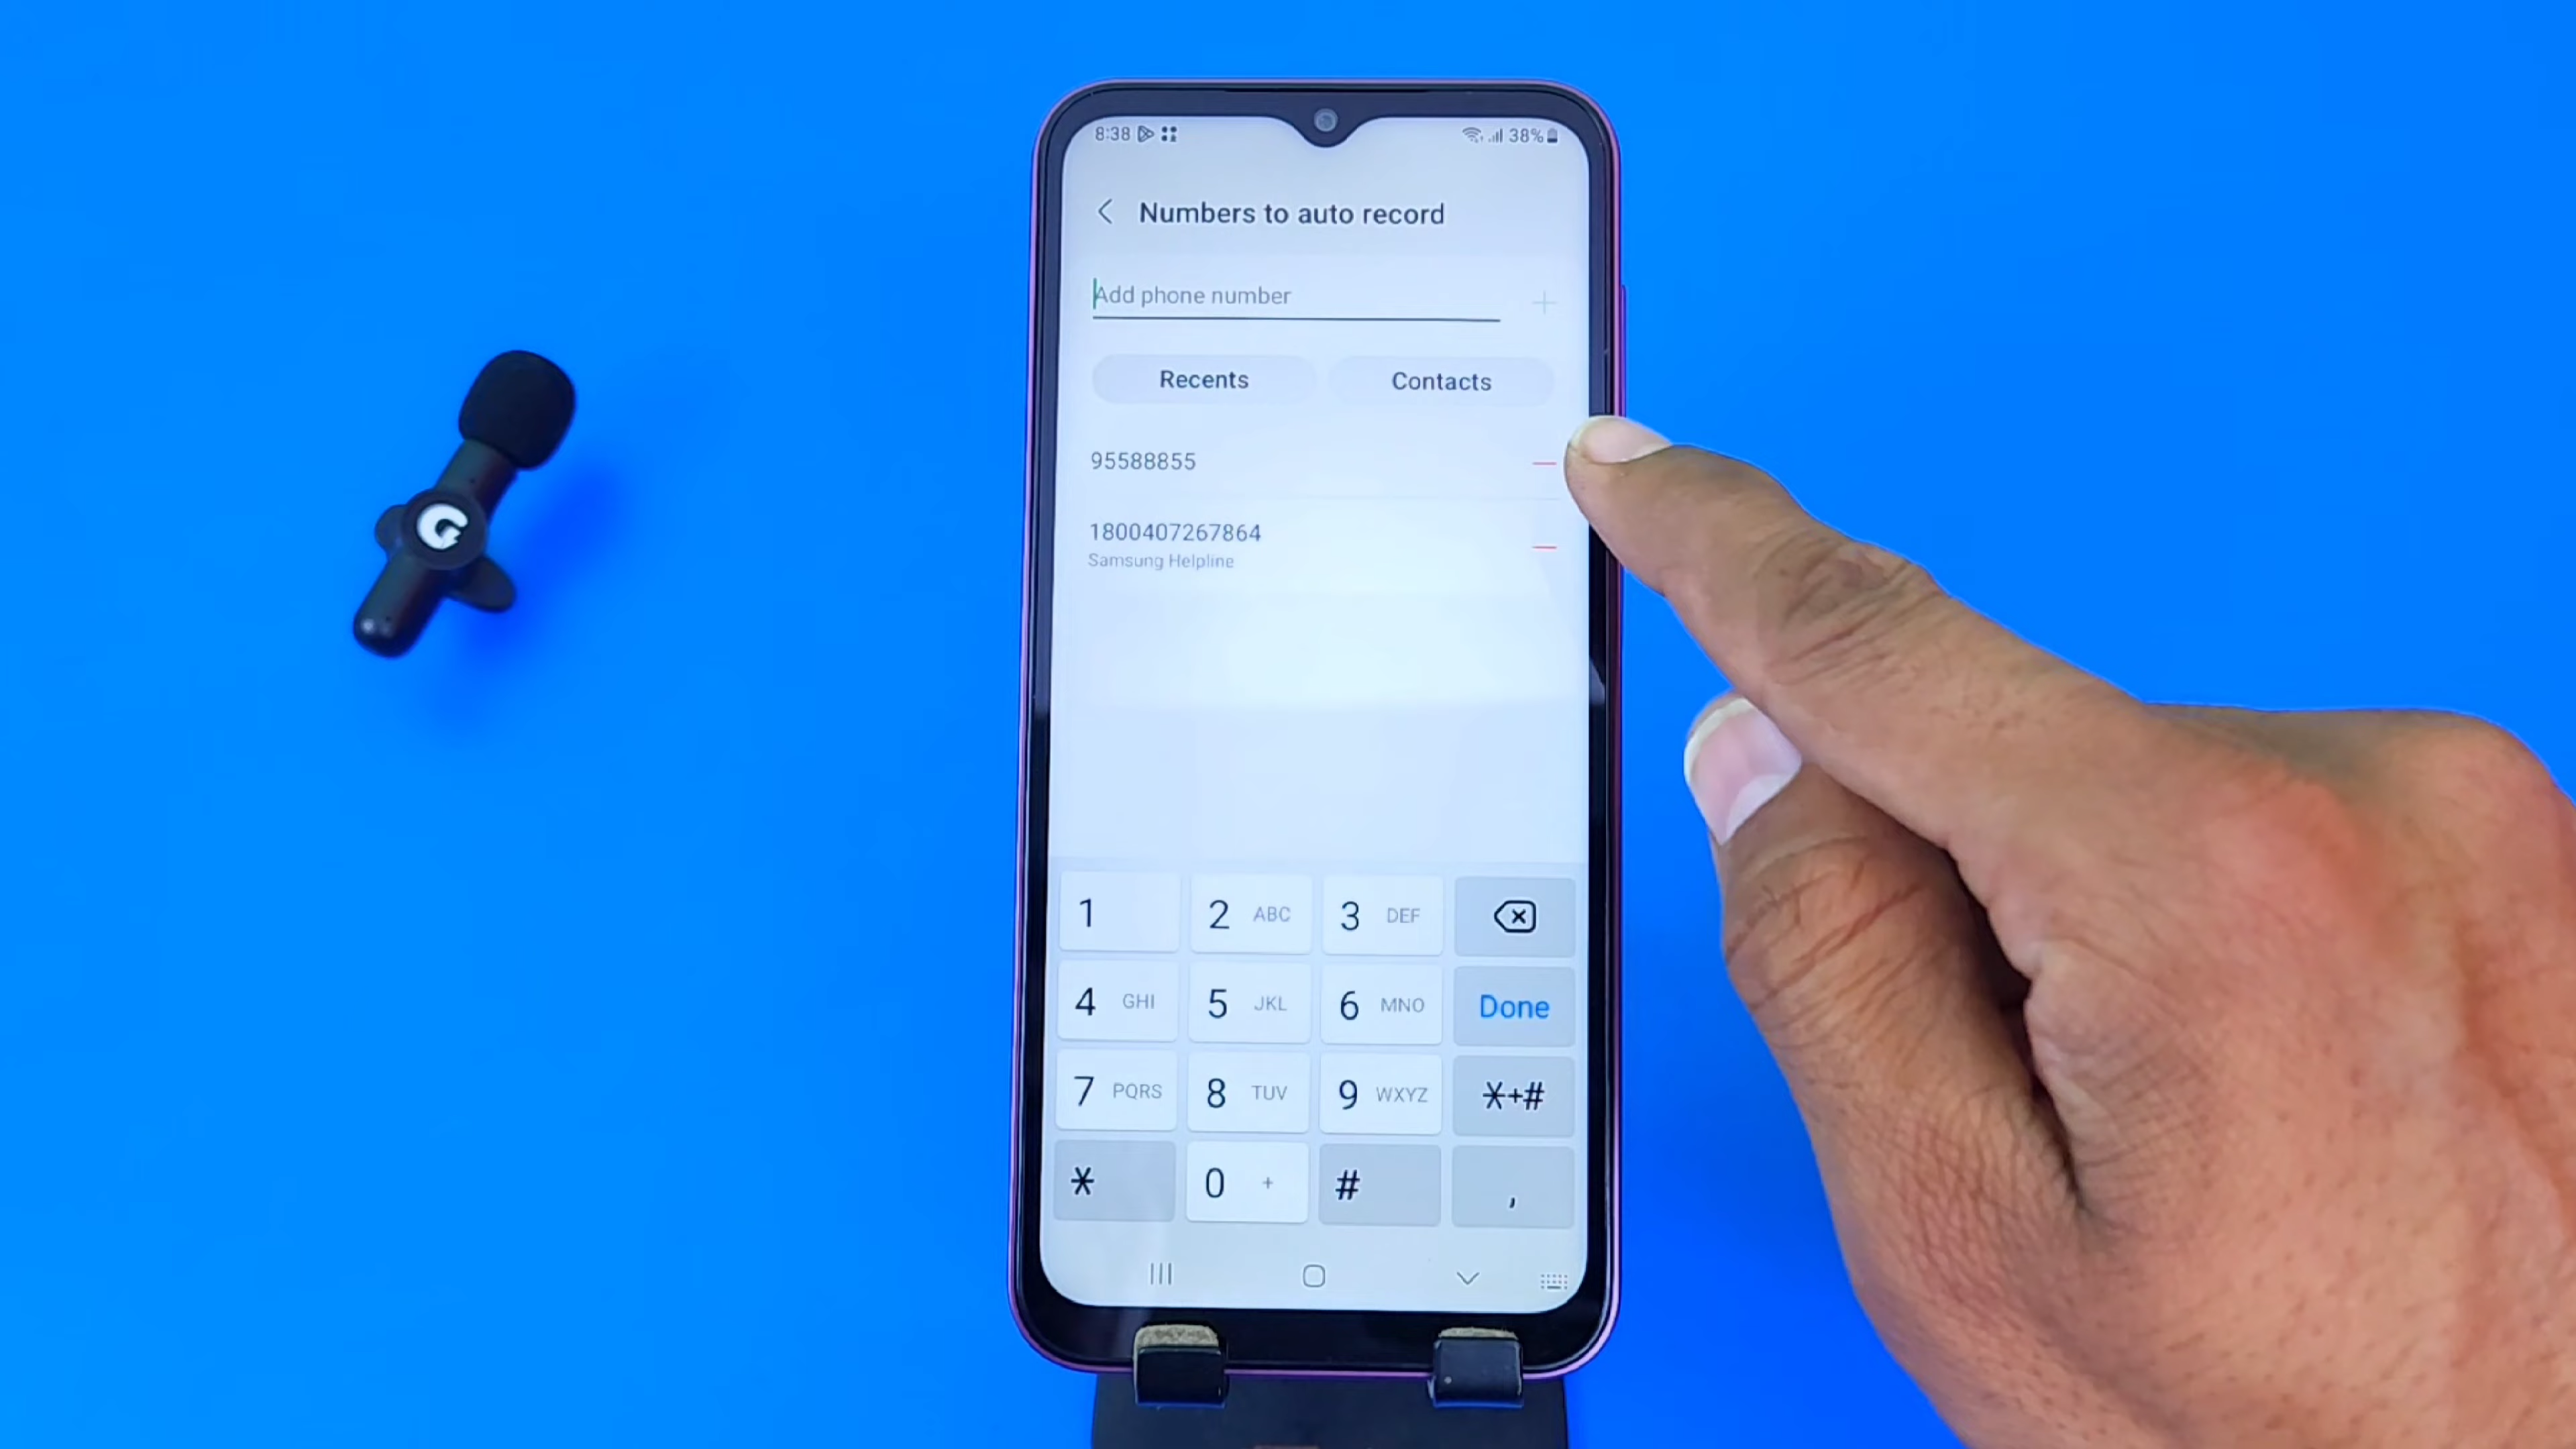 8:38 38%
Numbers to auto record
Add phone number
Recents Contacts
95588855
1800407267864
Samsung Helpline
1 2 ABC 3 DEF
4 GHI 5 JKL 6 MNO Done
7 PQRS 8 TUV 9 WXYZ *+#
* 0 + # ,
G